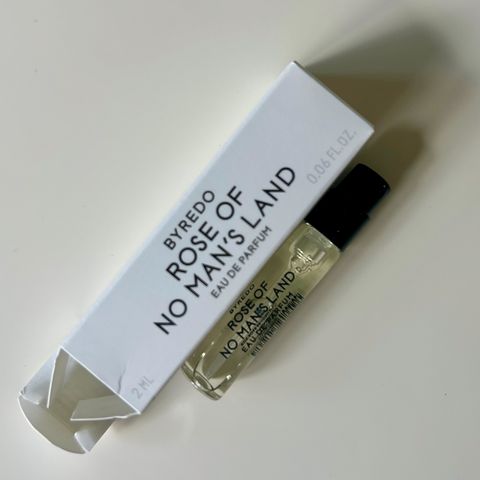 BYREDO
ROSE OF
NO MAN'S LAND
EAU DE PARFUM
2 ML
0.06 FL.OZ.
BYREDO
ROSE OF
NO MAN'S LAND
EAU DE PARFUM